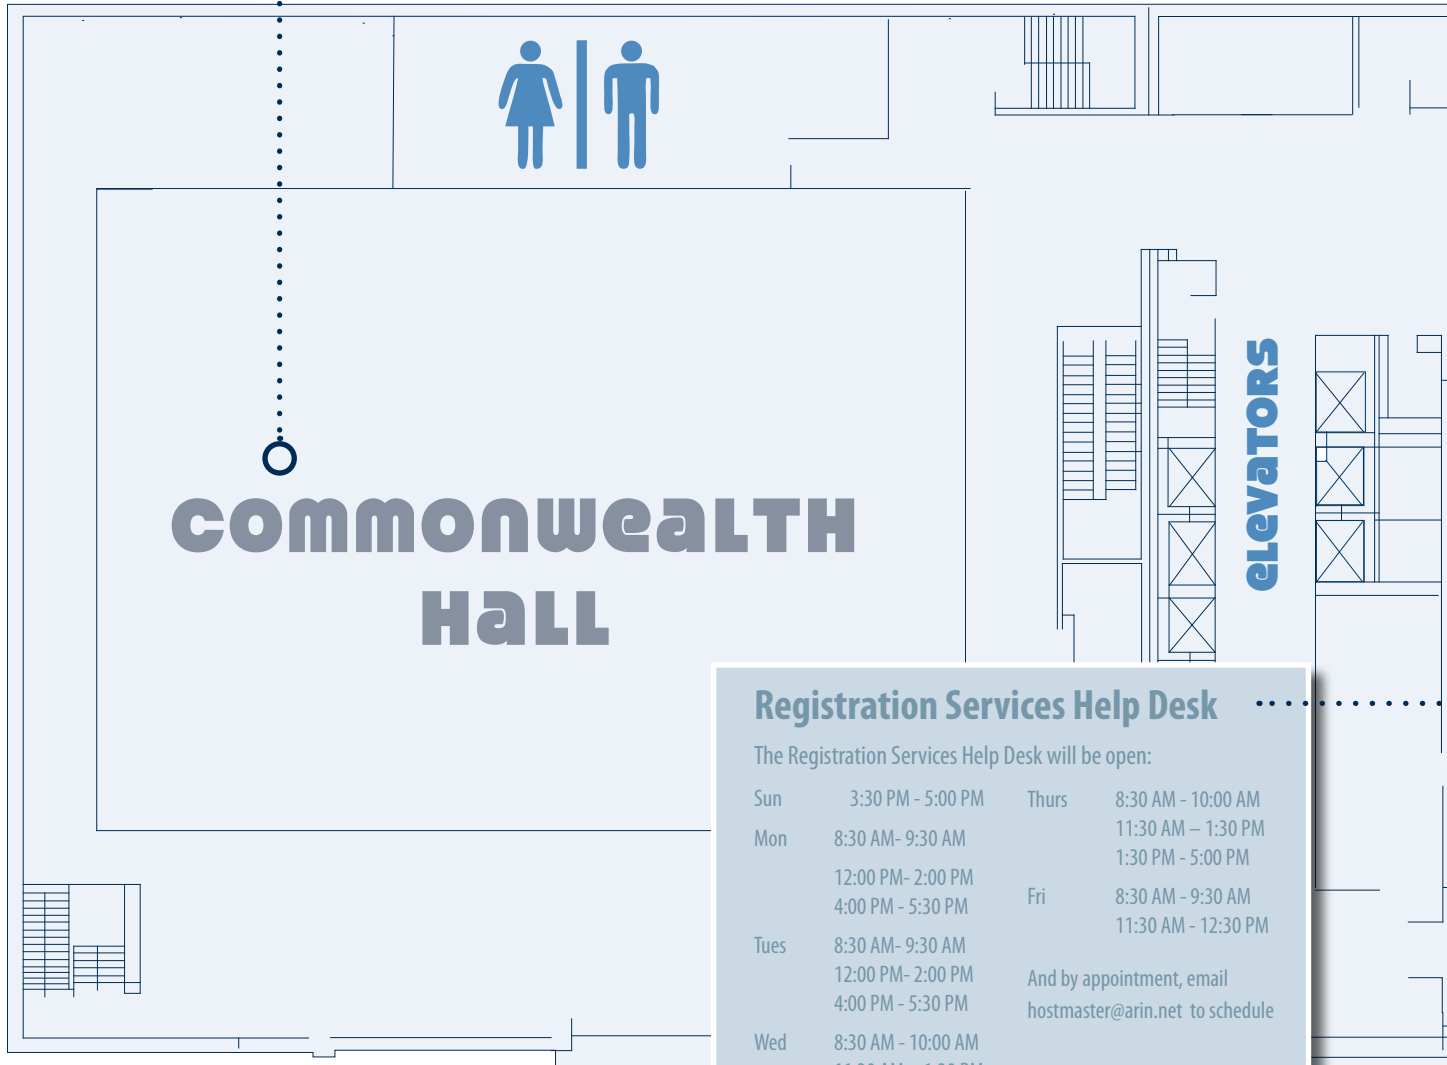 COMMONWEALTH
HALL
ELEVATORS
Registration Services Help Desk
The Registration Services Help Desk will be open:
Sun 3:30 PM - 5:00 PM
Mon 8:30 AM- 9:30 AM
12:00 PM- 2:00 PM
4:00 PM - 5:30 PM
Tues 8:30 AM- 9:30 AM
12:00 PM- 2:00 PM
4:00 PM - 5:30 PM
Wed 8:30 AM - 10:00 AM
Thurs 8:30 AM - 10:00 AM
11:30 AM – 1:30 PM
1:30 PM - 5:00 PM
Fri 8:30 AM - 9:30 AM
11:30 AM - 12:30 PM
And by appointment, email
hostmaster@arin.net to schedule